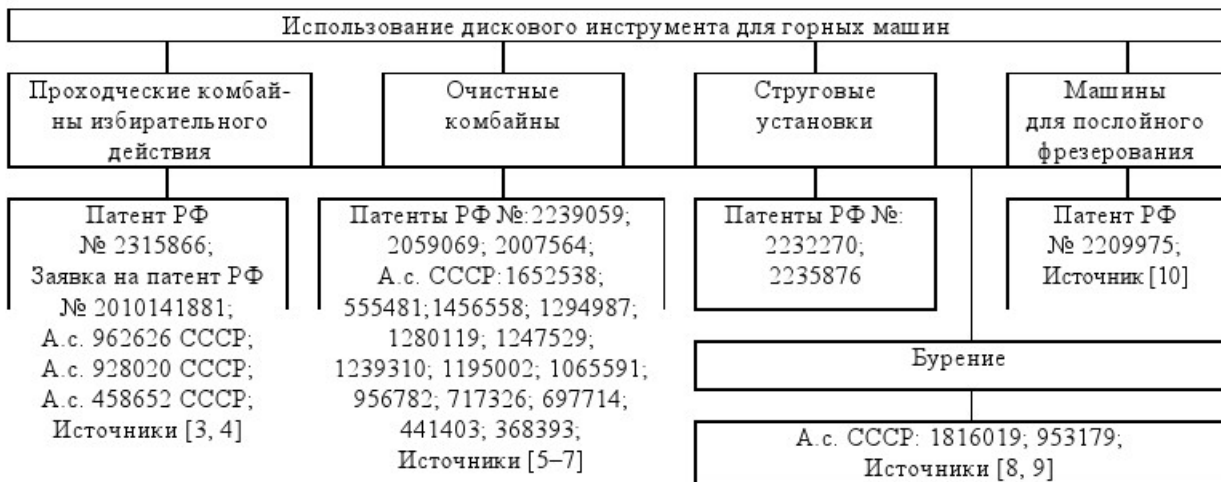 Использование дискового инструмента для горных машин
Проходческие комбай-
ны избирательного
действия
Очистные
комбайны
Струговые
установки
Машины
для послойного
фрезерования
Патент РФ
№ 2315866;
Заявка на патент РФ
№ 2010141881;
А.с. 962626 СССР;
А.с. 928020 СССР;
А.с. 458652 СССР;
Источники [3, 4]
Патенты РФ №:2239059;
2059069; 2007564;
А.с. СССР:1652538;
555481;1456558; 1294987;
1280119; 1247529;
1239310; 1195002; 1065591;
956782; 717326; 697714;
441403; 368393;
Источники [5–7]
Патенты РФ №:
2232270;
2235876
Патент РФ
№ 2209975;
Источник [10]
Бурение
А.с. СССР: 1816019; 953179;
Источники [8, 9]